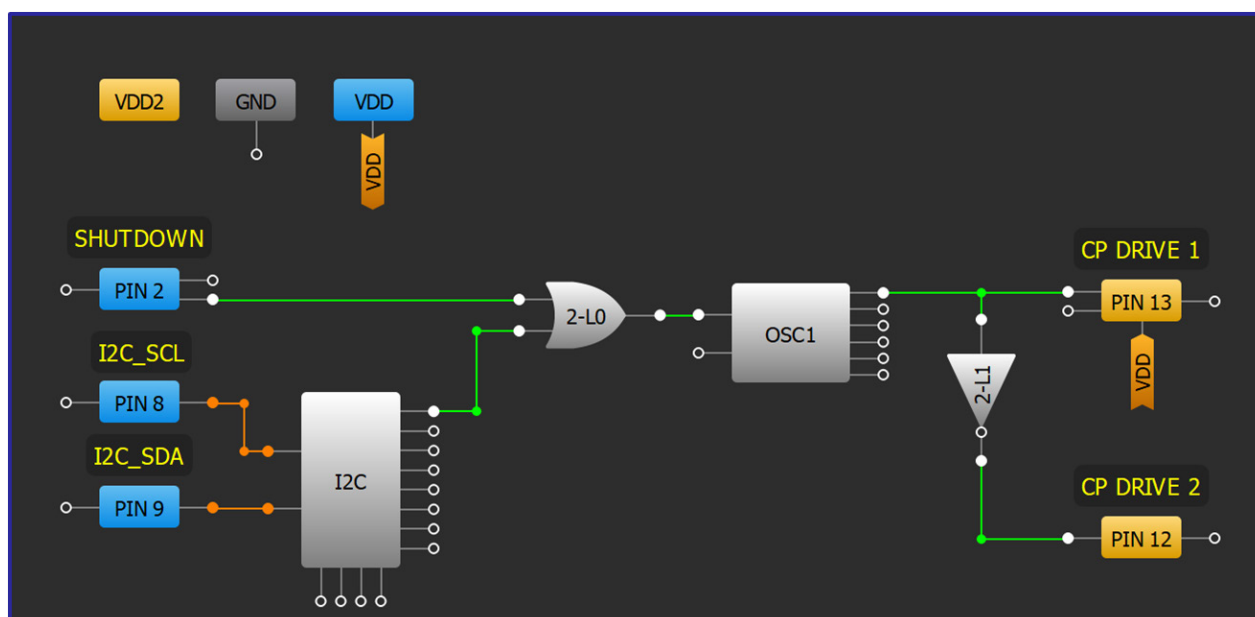 VDD2
GND
VDD
VDD
SHUTDOWN
PIN 2
2-L0
OSC1
CP DRIVE 1
PIN 13
VDD
I2C_SCL
PIN 8
2-L1
I2C_SDA
PIN 9
I2C
CP DRIVE 2
PIN 12